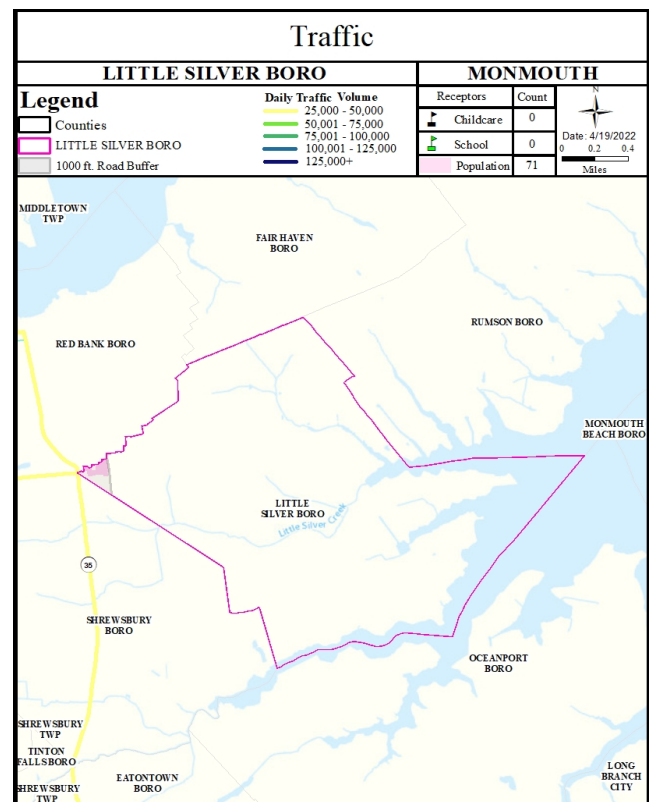 Traffic
LITTLE SILVER BORO
MONMOUTH
Legend
Counties
LITTLE SILVER BORO
1000 ft. Road Buffer
Daily Traffic Volume
25,000 - 50,000
50,001 - 75,000
75,001 - 100,000
100,001 - 125,000
125,000+
Receptors Count
Childcare 0
School 0
Population 71
N
Date: 4/19/2022
0 0.2 0.4
Miles
MIDDLETOWN
TWP
FAIR HAVEN
BORO
RUMSON BORO
RED BANK BORO
MONMOUTH
BEACH BORO
LITTLE
SILVER BORO
Little Silver Creek
35
SHREWSBURY
BORO
OCEANPORT
BORO
SHREWSBURY
TWP
TINTON
FALLS BORO
EATONTOWN
BORO
SHREWSBURY
TWP
LONG
BRANCH
CITY